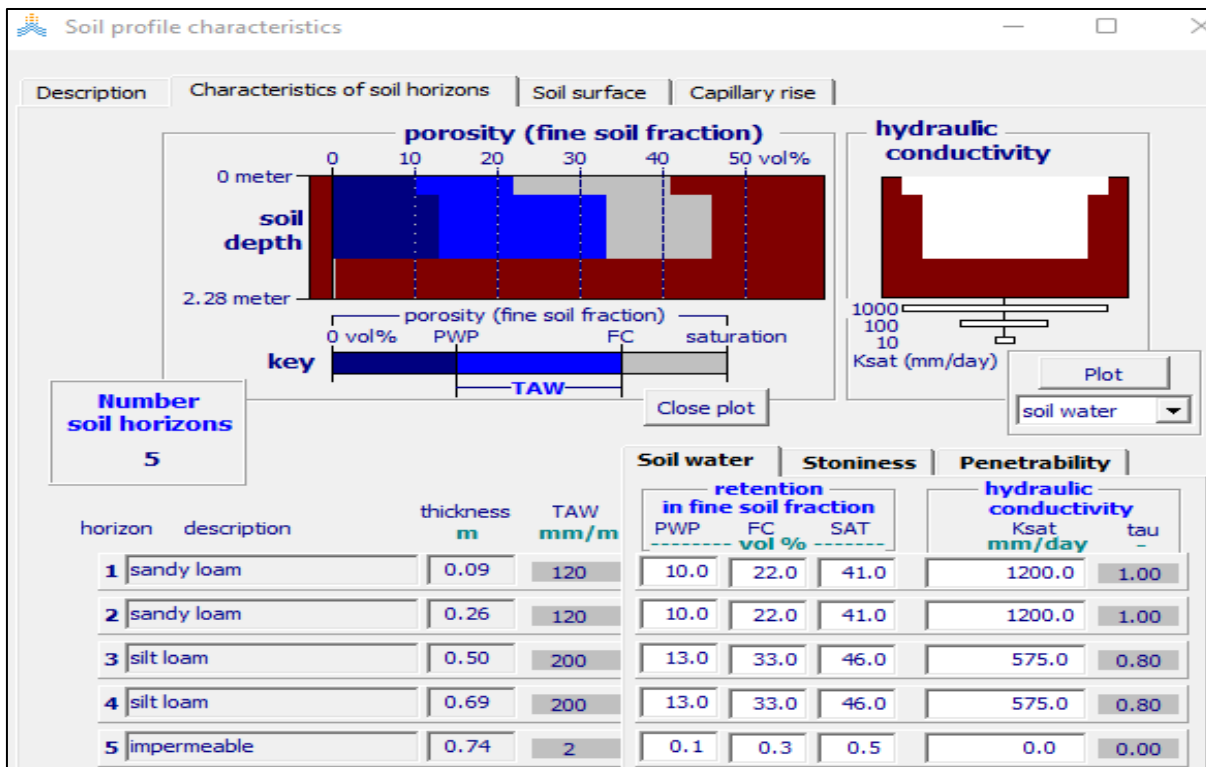 Soil profile characteristics
Description Characteristics of soil horizons Soil surface Capillary rise
porosity (fine soil fraction)
0 10 20 30 40 50 vol%
0 meter
soil
depth
2.28 meter
porosity (fine soil fraction)
0 vol% PWP FC saturation
key
TAW
hydraulic
conductivity
1000
100
10
Ksat (mm/day)
Plot
soil water
Close plot
Number
soil horizons
5
Soil water Stoniness Penetrability
retention
in fine soil fraction
hydraulic
conductivity
horizon description thickness TAW PWP FC SAT Ksat tau
m mm/m -------- vol % ------- mm/day -
1 sandy loam 0.09 120 10.0 22.0 41.0 1200.0 1.00
2 sandy loam 0.26 120 10.0 22.0 41.0 1200.0 1.00
3 silt loam 0.50 200 13.0 33.0 46.0 575.0 0.80
4 silt loam 0.69 200 13.0 33.0 46.0 575.0 0.80
5 impermeable 0.74 2 0.1 0.3 0.5 0.0 0.00